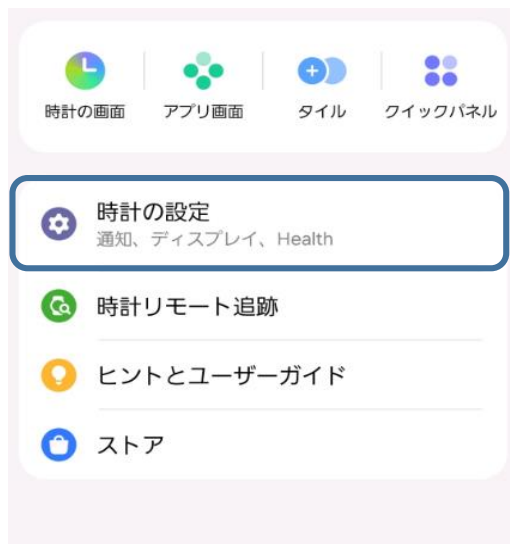 時計の画面 アプリ画面 タイル クイックパネル
時計の設定
通知、ディスプレイ、Health
時計リモート追跡
ヒントとユーザーガイド
ストア